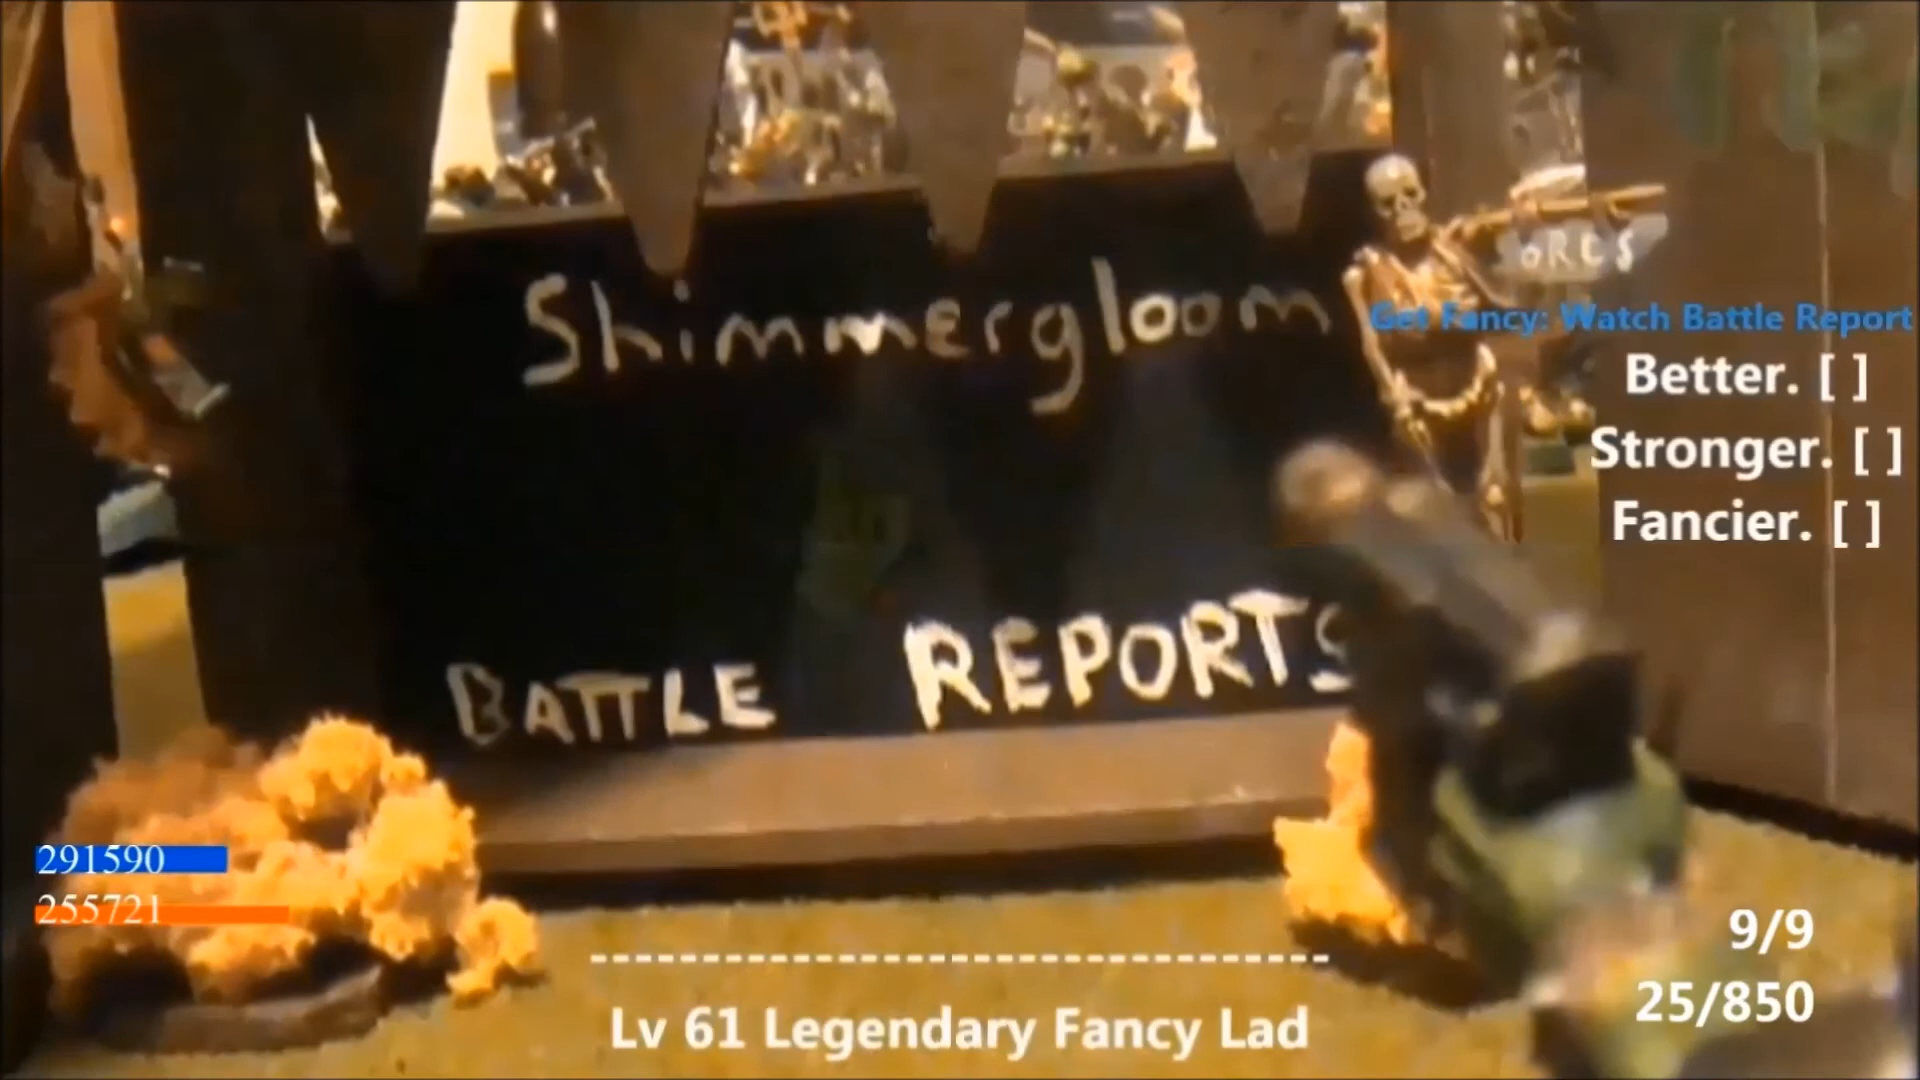 Shimmergloom
ORCS
Get Fancy: Watch Battle Report
Better. [ ]
Stronger. [ ]
Fancier. [ ]
BATTLE REPORTS
291590
255721
9/9
25/850
Lv 61 Legendary Fancy Lad